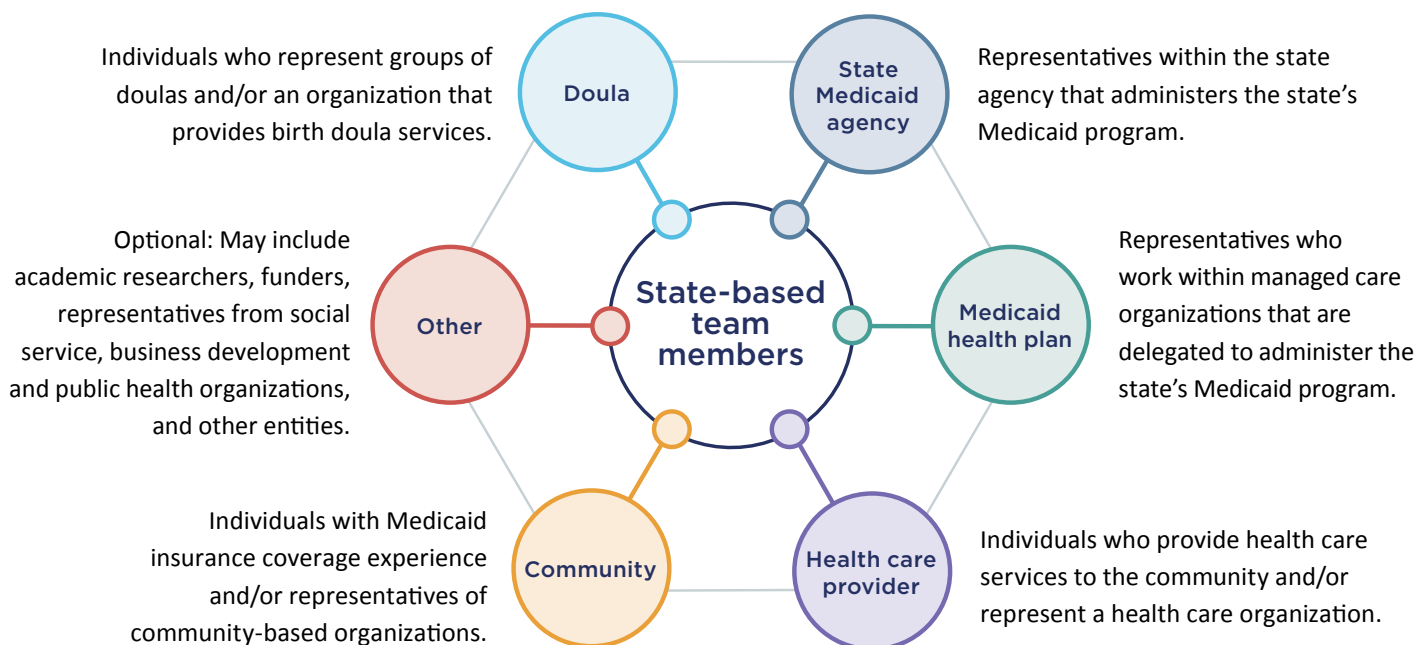 Individuals who represent groups of
doulas and/or an organization that
provides birth doula services.
Doula
State
Medicaid
agency
Representatives within the state
agency that administers the state’s
Medicaid program.
Optional: May include
academic researchers, funders,
representatives from social
service, business development
and public health organizations,
and other entities.
Other
State-based
team
members
Medicaid
health plan
Representatives who
work within managed care
organizations that are
delegated to administer the
state’s Medicaid program.
Individuals with Medicaid
insurance coverage experience
and/or representatives of
community-based organizations.
Community
Health care
provider
Individuals who provide health care
services to the community and/or
represent a health care organization.